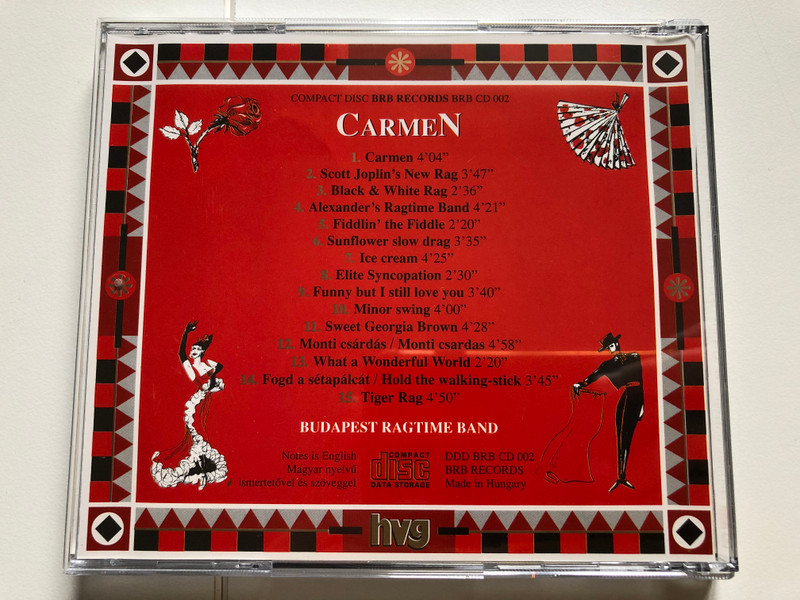 COMPACT DISC BRB RECORDS BRB CD 002
CARMEN
1. Carmen 4'04"
2. Scott Joplin's New Rag 3'47"
3. Black & White Rag 2'36"
4. Alexander's Ragtime Band 4'21"
5. Fiddlin' the Fiddle 2'20"
6. Sunflower slow drag 3'35"
7. Ice cream 4'25"
8. Elite Syncopation 2'30"
9. Funny but I still love you 3'40"
10. Minor swing 4'00"
11. Sweet Georgia Brown 4'28"
12. Monti csárdás / Monti csardas 4'58"
13. What a Wonderful World 2'20"
14. Fogd a sétapálcát / Hold the walking-stick 3'45"
15. Tiger Rag 4'50"
BUDAPEST RAGTIME BAND
Notes is English
Magyar nyelvű
ismertetővel és szöveggel
COMPACT
disc
DATA STORAGE
DDD BRB CD 002
BRB RECORDS
Made in Hungary
BRB
hvg